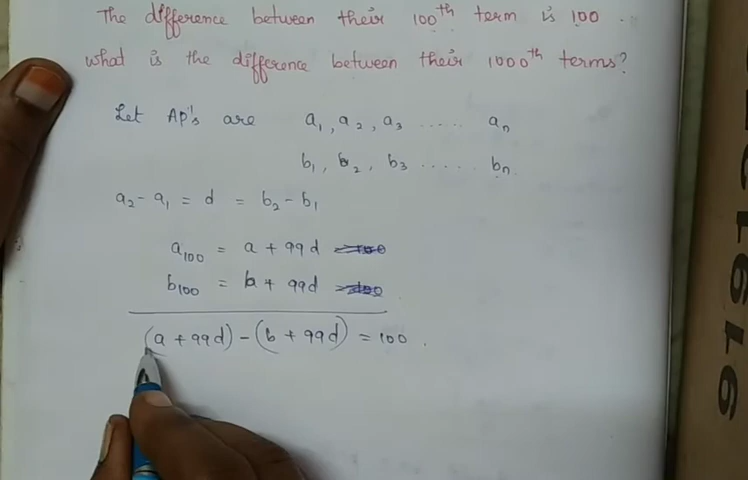 The difference between their 100th term is 100.
what is the difference between their 1000th terms?
Let AP's are a1, a2, a3 ..... an
b1, b2, b3 ..... bn.
a2 - a1 = d = b2 - b1
a100 = a + 99d
b100 = b + 99d
(a + 99d) - (b + 99d) = 100.